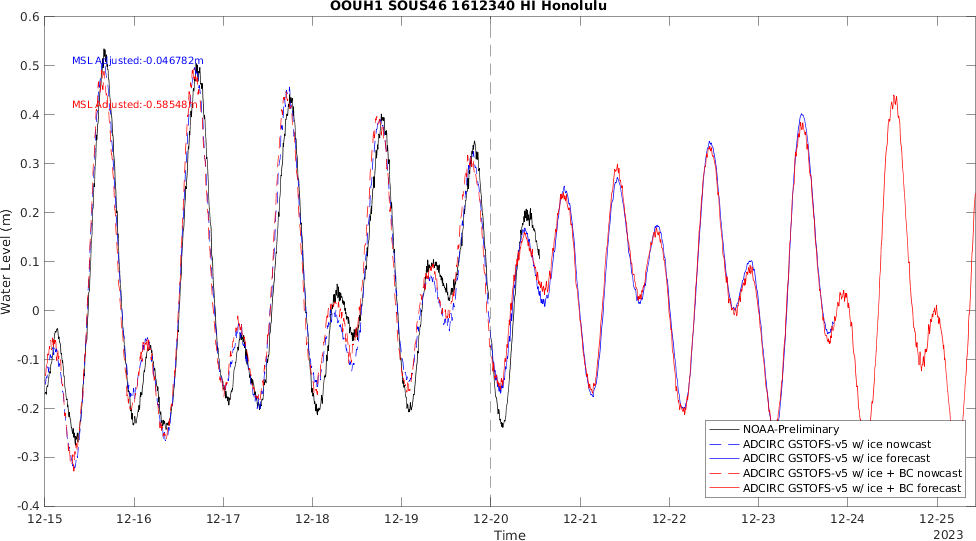 OOUH1 SOUS46 1612340 HI Honolulu
0.6
0.5
0.4
0.3
0.2
0.1
0
-0.1
-0.2
-0.3
-0.4
Water Level (m)
MSL Adjusted:-0.046782m
MSL Adjusted:-0.58548m
NOAA-Preliminary
ADCIRC GSTOFS-v5 w/ ice nowcast
ADCIRC GSTOFS-v5 w/ ice forecast
ADCIRC GSTOFS-v5 w/ ice + BC nowcast
ADCIRC GSTOFS-v5 w/ ice + BC forecast
12-15 12-16 12-17 12-18 12-19 12-20 12-21 12-22 12-23 12-24 12-25
Time
2023